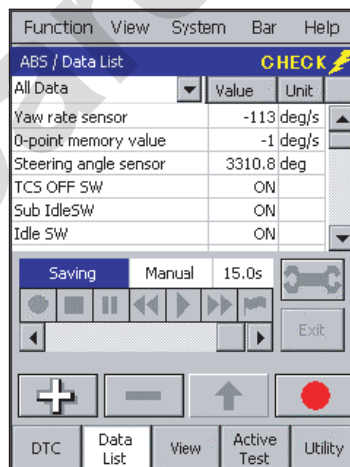 Function View System Bar Help
ABS / Data List CHECK
All Data Value Unit
Yaw rate sensor -113 deg/s
0-point memory value -1 deg/s
Steering angle sensor 3310.8 deg
TCS OFF SW ON
Sub IdleSW ON
Idle SW ON
Saving Manual 15.0s
Exit
DTC Data List View Active Test Utility